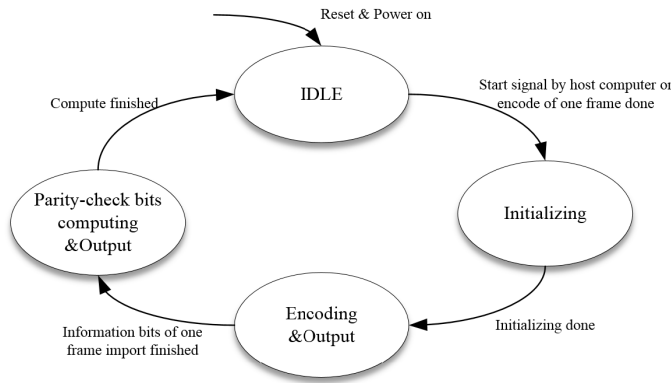 Reset & Power on
IDLE
Start signal by host computer or
encode of one frame done
Compute finished
Parity-check bits
computing
&Output
Initializing
Encoding
&Output
Initializing done
Information bits of one
frame import finished